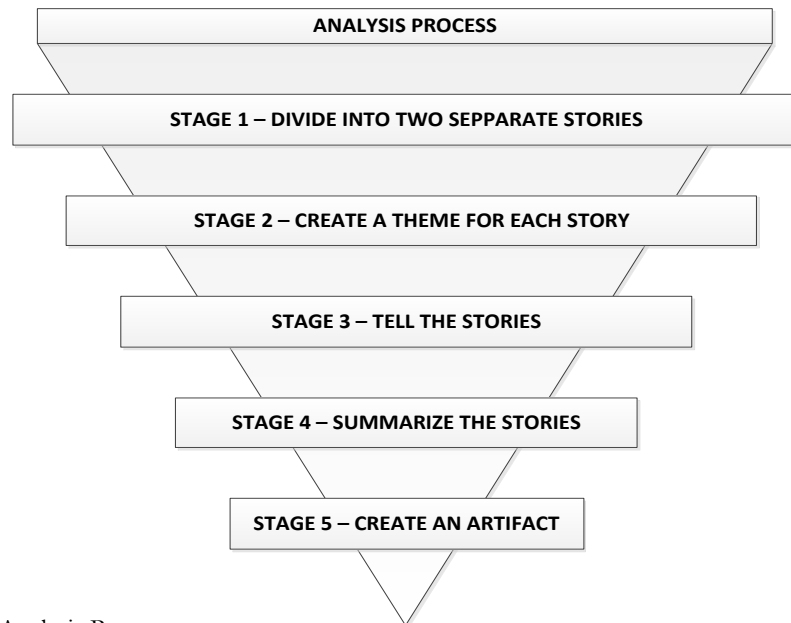 ANALYSIS PROCESS
STAGE 1 – DIVIDE INTO TWO SEPPARATE STORIES
STAGE 2 – CREATE A THEME FOR EACH STORY
STAGE 3 – TELL THE STORIES
STAGE 4 – SUMMARIZE THE STORIES
STAGE 5 – CREATE AN ARTIFACT